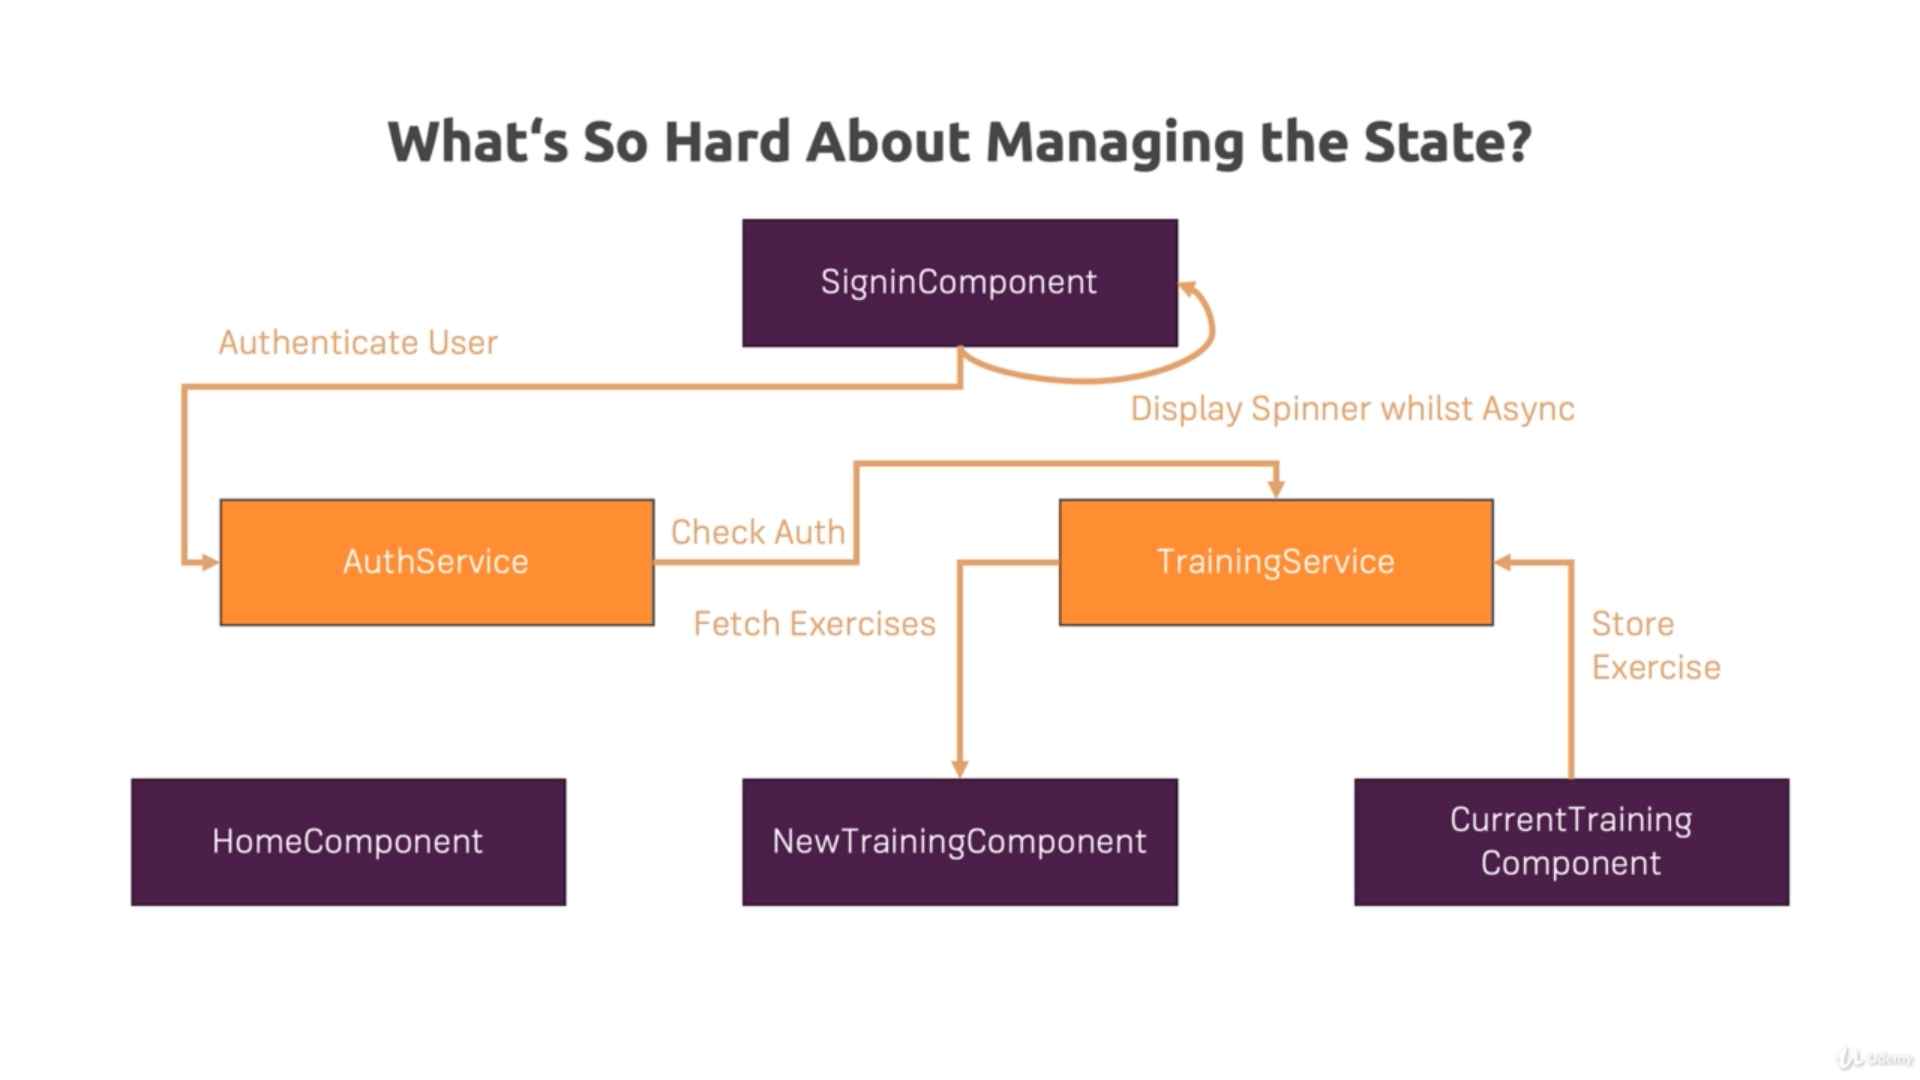 What‘s So Hard About Managing the State?
SigninComponent
Authenticate User
Display Spinner whilst Async
Check Auth
AuthService
TrainingService
Fetch Exercises
Store
Exercise
HomeComponent
NewTrainingComponent
CurrentTraining
Component
Udemy